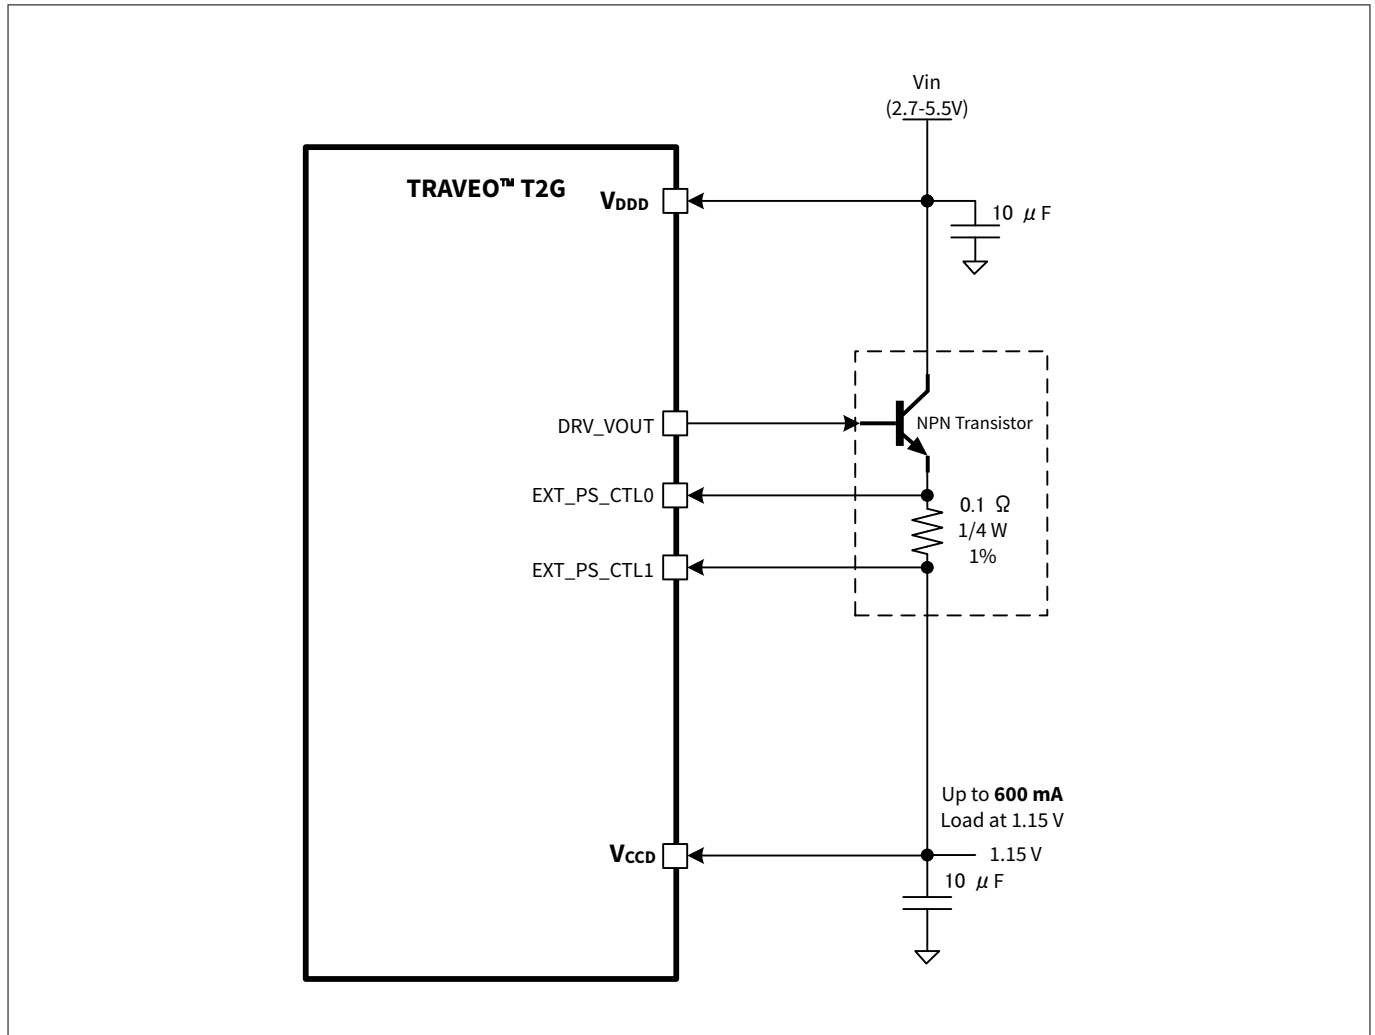 Vin
(2.7-5.5V)
TRAVEO™ T2G
VDDD
10 μF
DRV_VOUT
NPN Transistor
EXT_PS_CTL0
0.1 Ω
1/4 W
1%
EXT_PS_CTL1
Up to 600 mA
Load at 1.15 V
VCCD
1.15 V
10 μF